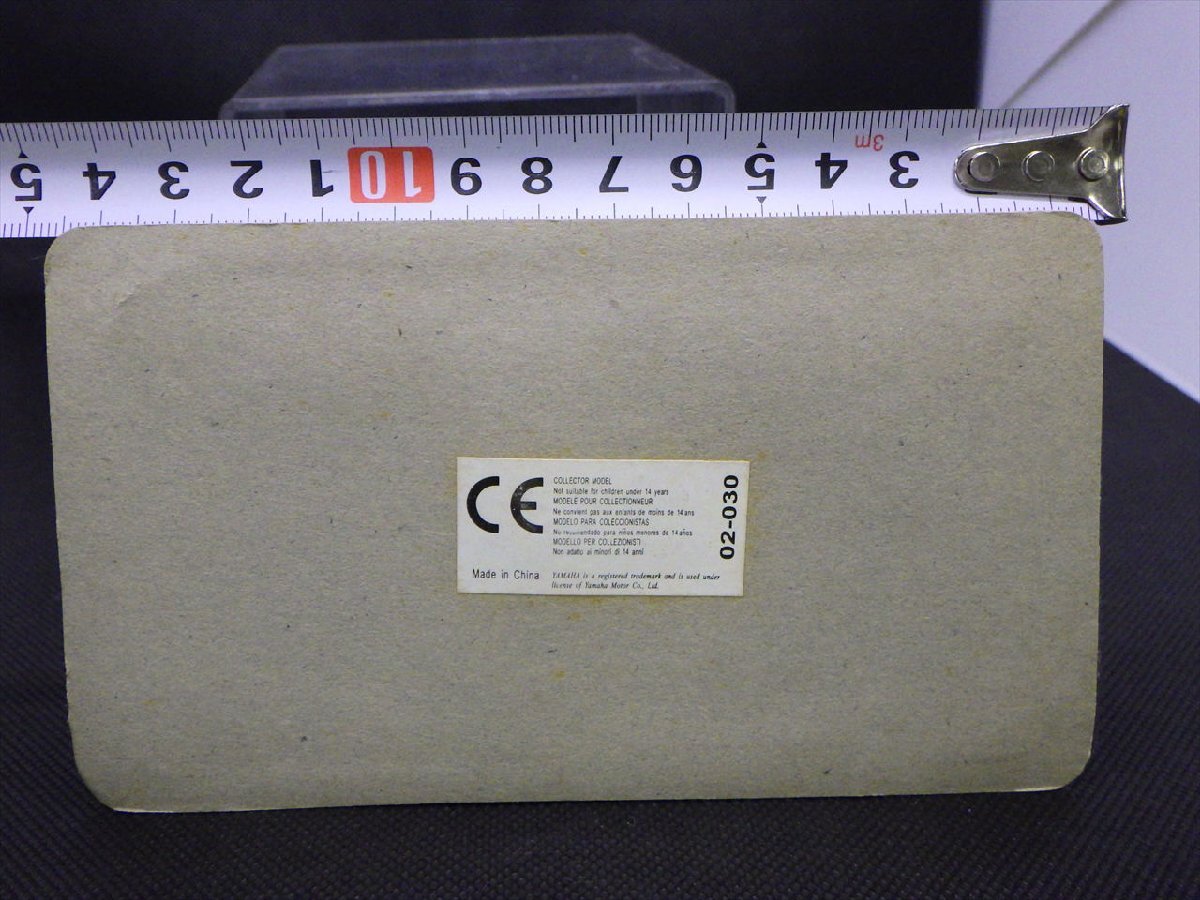 5 4 3 2 1 10 9 8 7 6 5 4 3m 3
CE
COLLECTOR MODEL
Not suitable for children under 14 years
MODELE POUR COLLECTIONMEUR
Ne convient pas aux enfants de moins de 14 ans
MODELO PARA COLECCIONISTAS
No recomendado para niños menores de 14 años
MODELLO PER COLLEZIONISTI
Non adatto ai minori di 14 anni
Made in China
YAMAHA is a registered trademark and is used under
license of Yamaha Motor Co., Ltd.
02-030